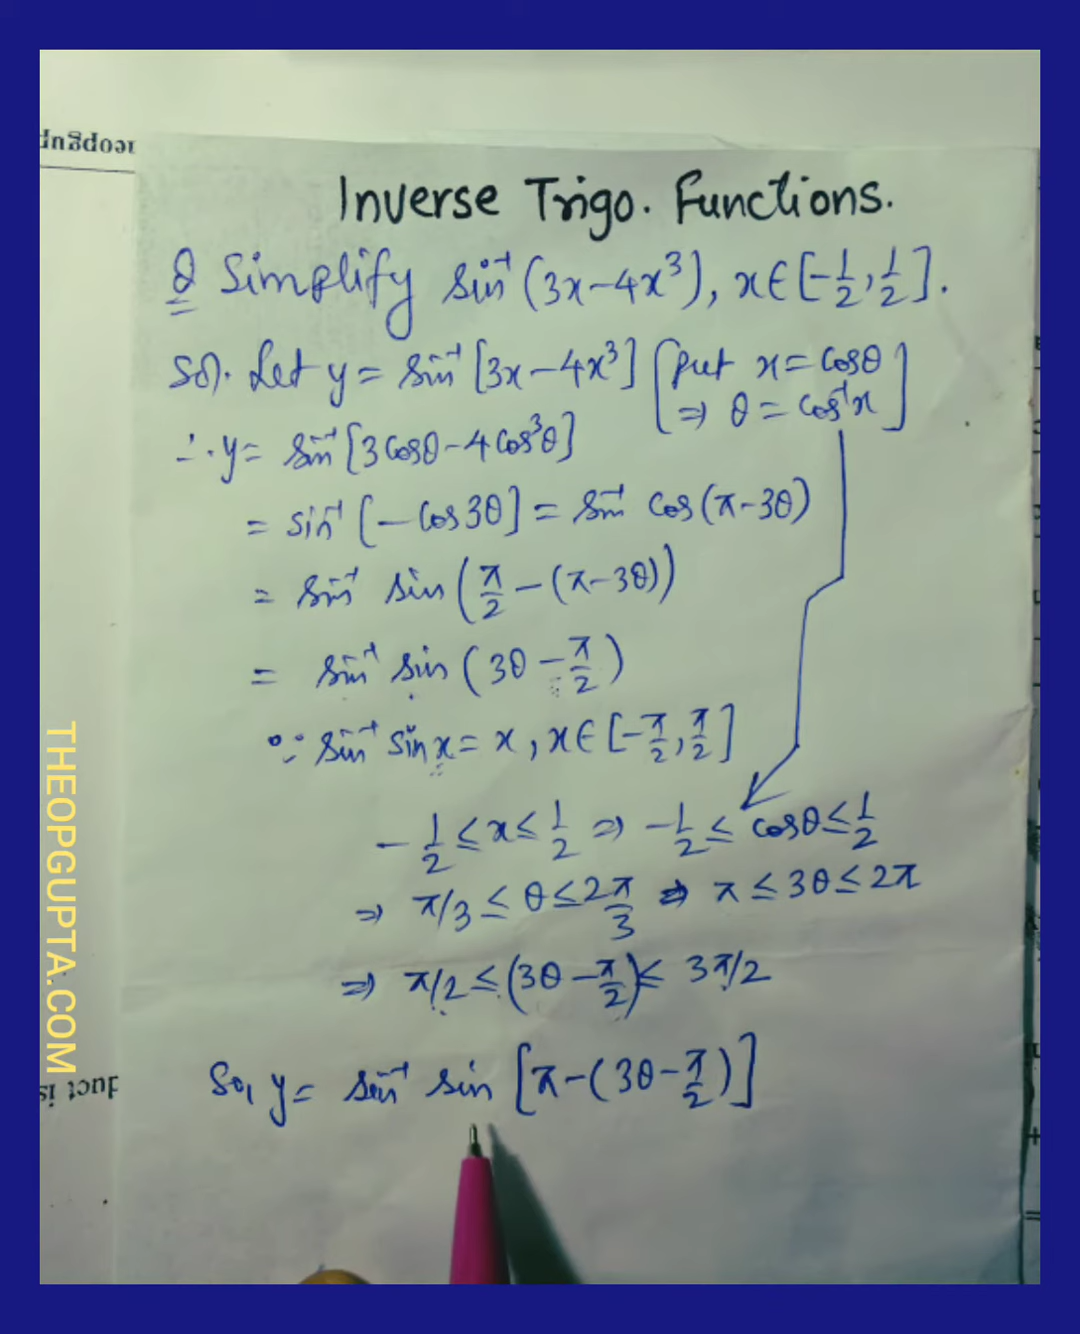 Inverse Trigo. Functions.
Q Simplify sin⁻¹(3x-4x³), x∈[-1/2, 1/2].
Sol. Let y = sin⁻¹[3x-4x³] [Put x = cosθ
⇒ θ = cos⁻¹x]
∴ y = sin⁻¹[3cosθ-4cos³θ]
= sin⁻¹[-cos3θ] = sin⁻¹ cos(π-3θ)
= sin⁻¹ sin(π/2-(π-3θ))
= sin⁻¹ sin(3θ-π/2)
∵ sin⁻¹ sin x = x, x∈[-π/2, π/2]
-1/2 ≤ x ≤ 1/2 ⇒ -1/2 ≤ cosθ ≤ 1/2
⇒ π/3 ≤ θ ≤ 2π/3 ⇒ π ≤ 3θ ≤ 2π
⇒ π/2 ≤ (3θ-π/2) ≤ 3π/2
So, y = sin⁻¹ sin[π-(3θ-π/2)]
THEOPGUPTA.COM
duct is